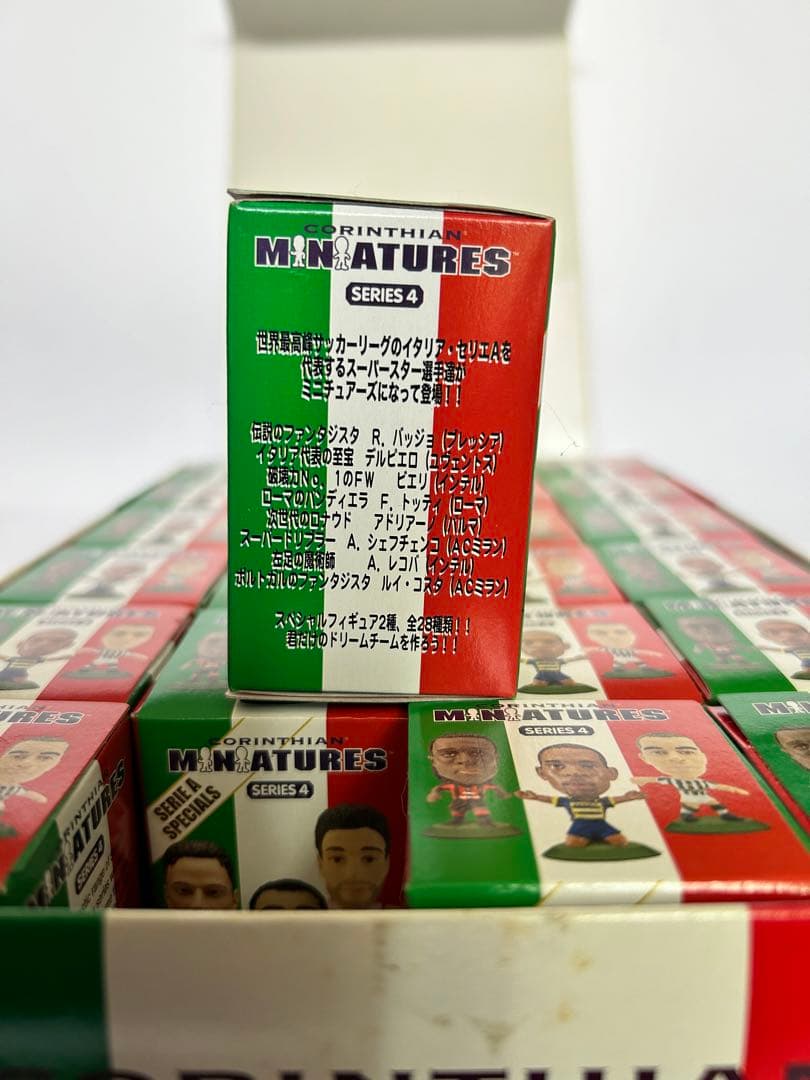 CORINTHIAN
MINIATURES™
SERIES 4
世界最高峰サッカーリーグのイタリア・セリエAを
代表するスーパースター選手達が
ミニチュアーズになって登場!!
伝説のファンタジスタ R. バッジョ (ブレッシア)
イタリア代表の至宝 デルピエロ (ユヴェントス)
破壊力No. 1のFW ビエリ (インテル)
ローマのバンディエラ F. トッティ (ローマ)
次世代のロナウド アドリアーノ (パルマ)
スーパードリブラー A. シェフチェンコ (ACミラン)
左足の魔術師 A. レコバ (インテル)
ポルトガルのファンタジスタ ルイ・コスタ (ACミラン)
スペシャルフィギュア2種、全28種類!!
君だけのドリームチームを作ろう!!
CORINTHIAN
MINIATURES
SERIES 4
SERIE A
SPECIALS
CORINTHIAN
MINIATURES
SERIES 4
MINIATURES
SERIES 4
CORINTHIAN